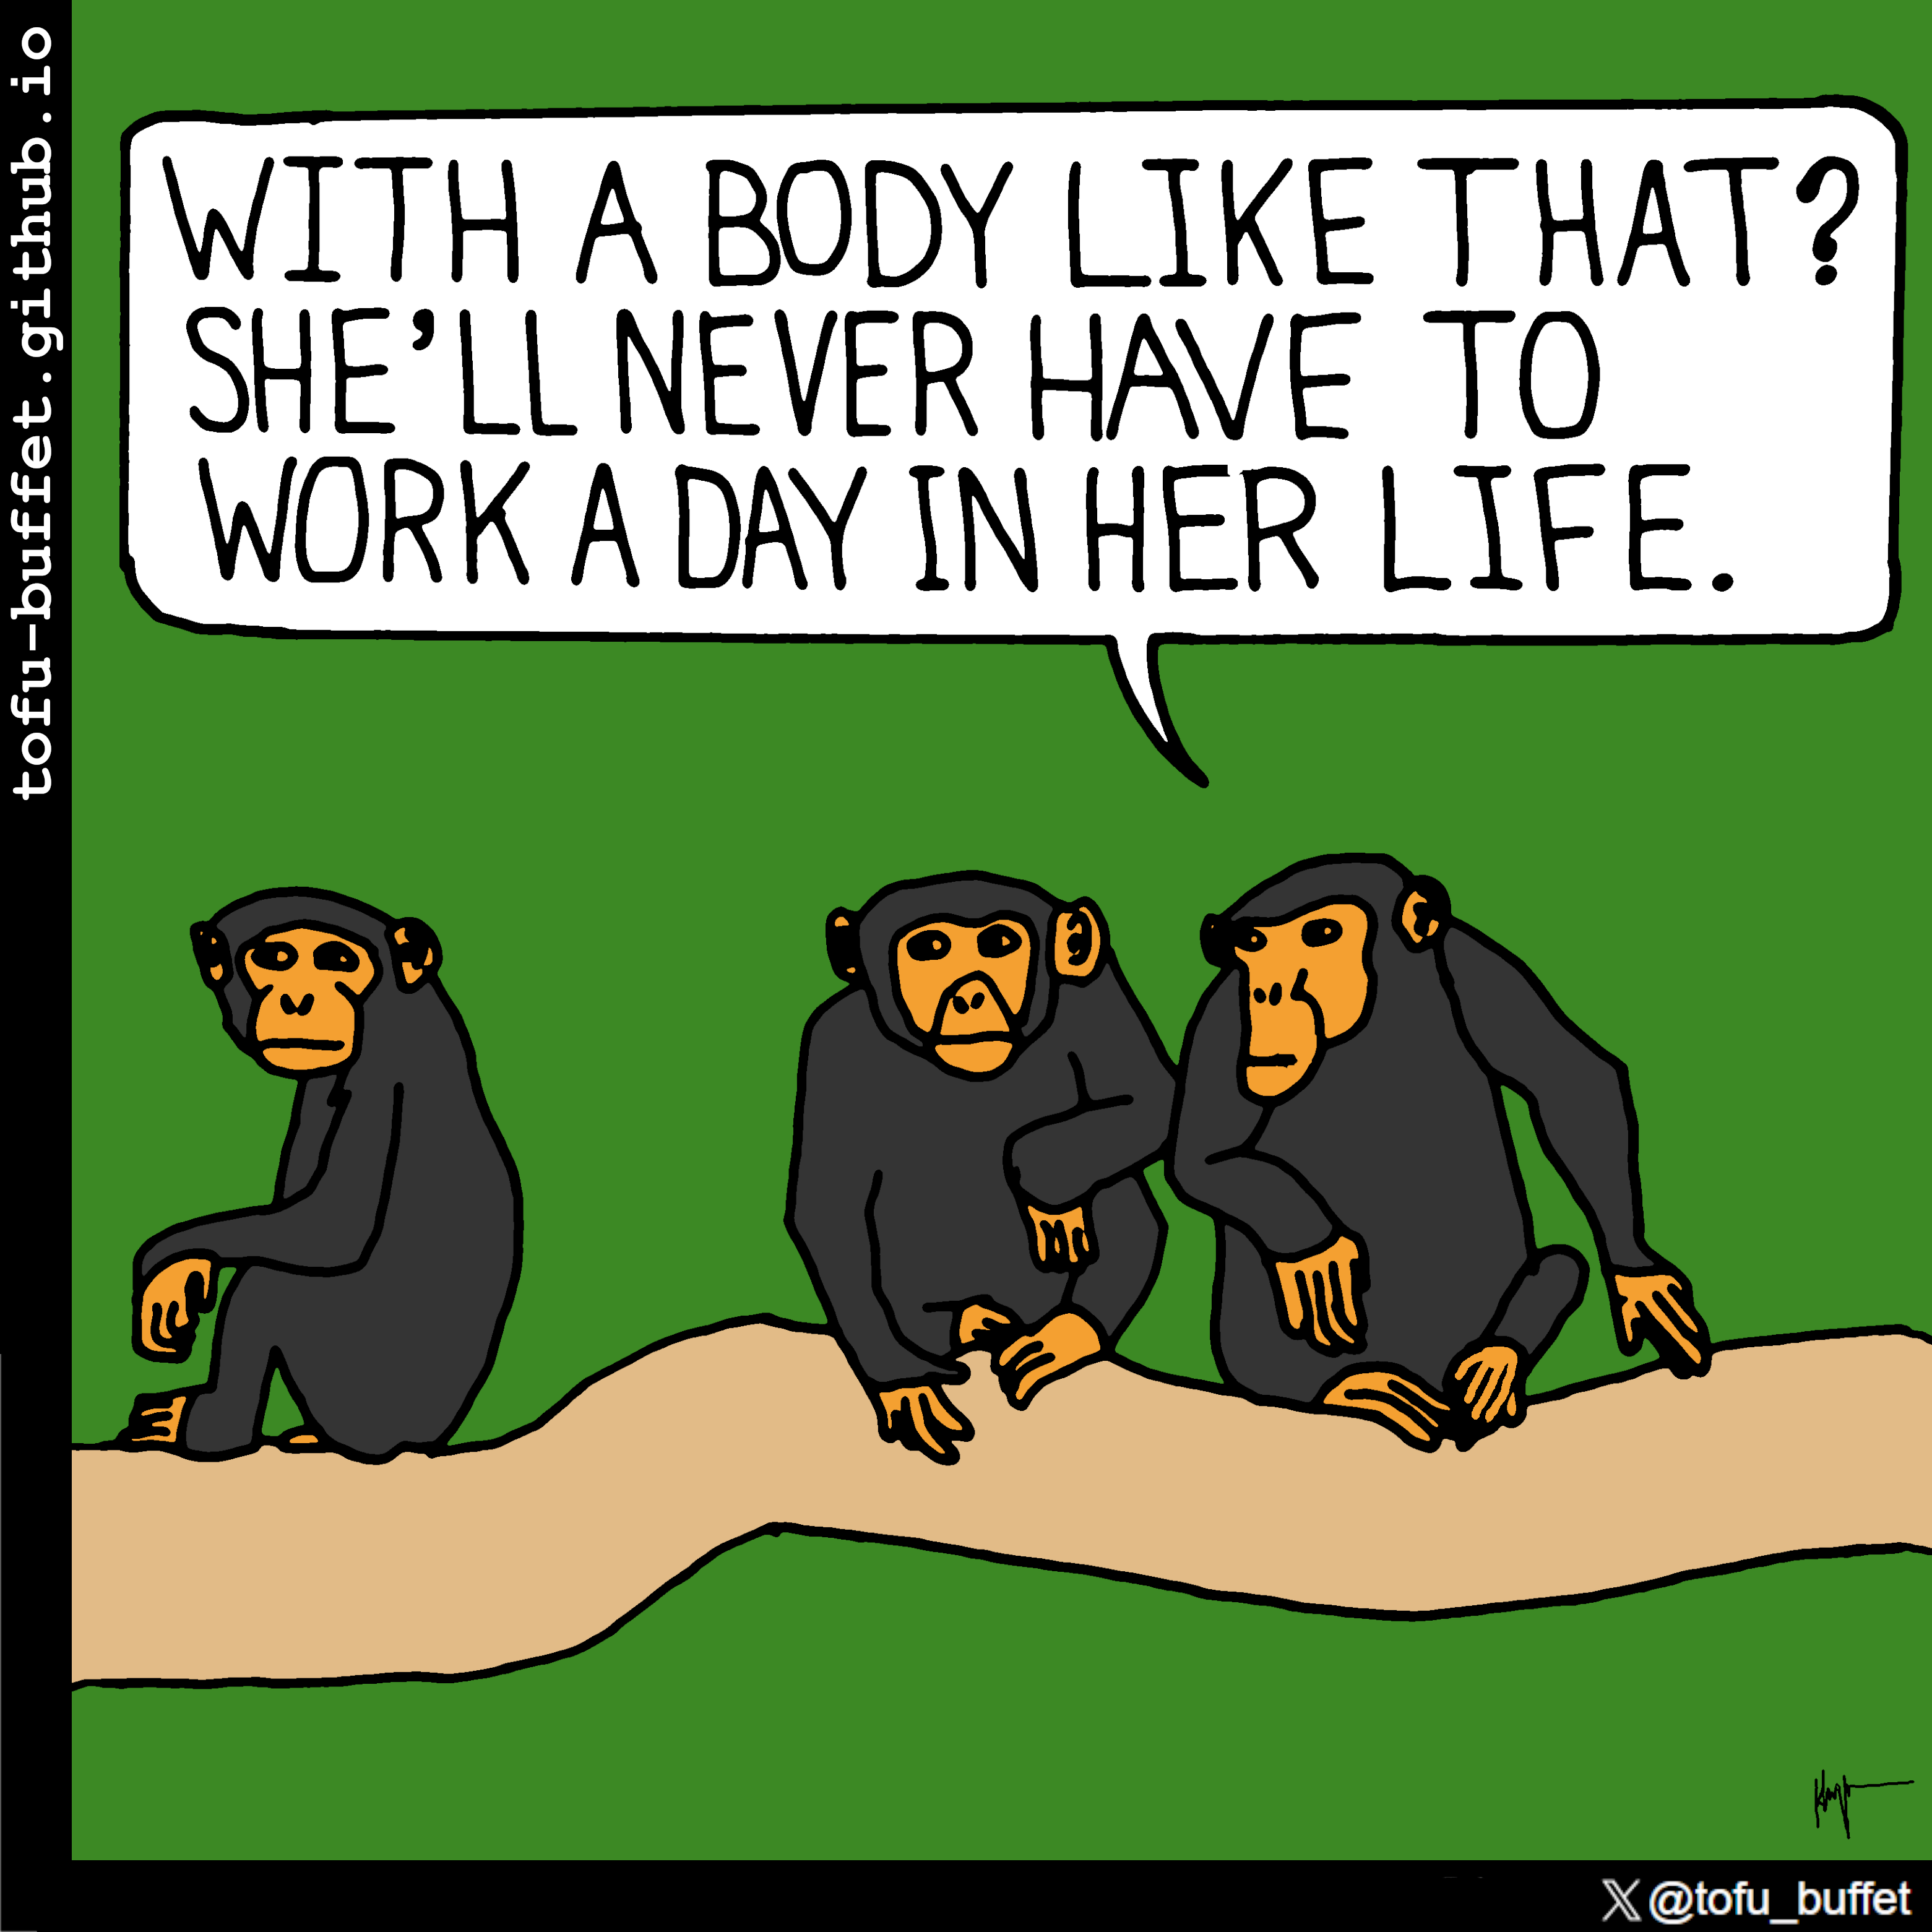 tofu-buffet.github.io
WITH A BODY LIKE THAT?
SHE'LL NEVER HAVE TO
WORK A DAY IN HER LIFE.
X @tofu_buffet